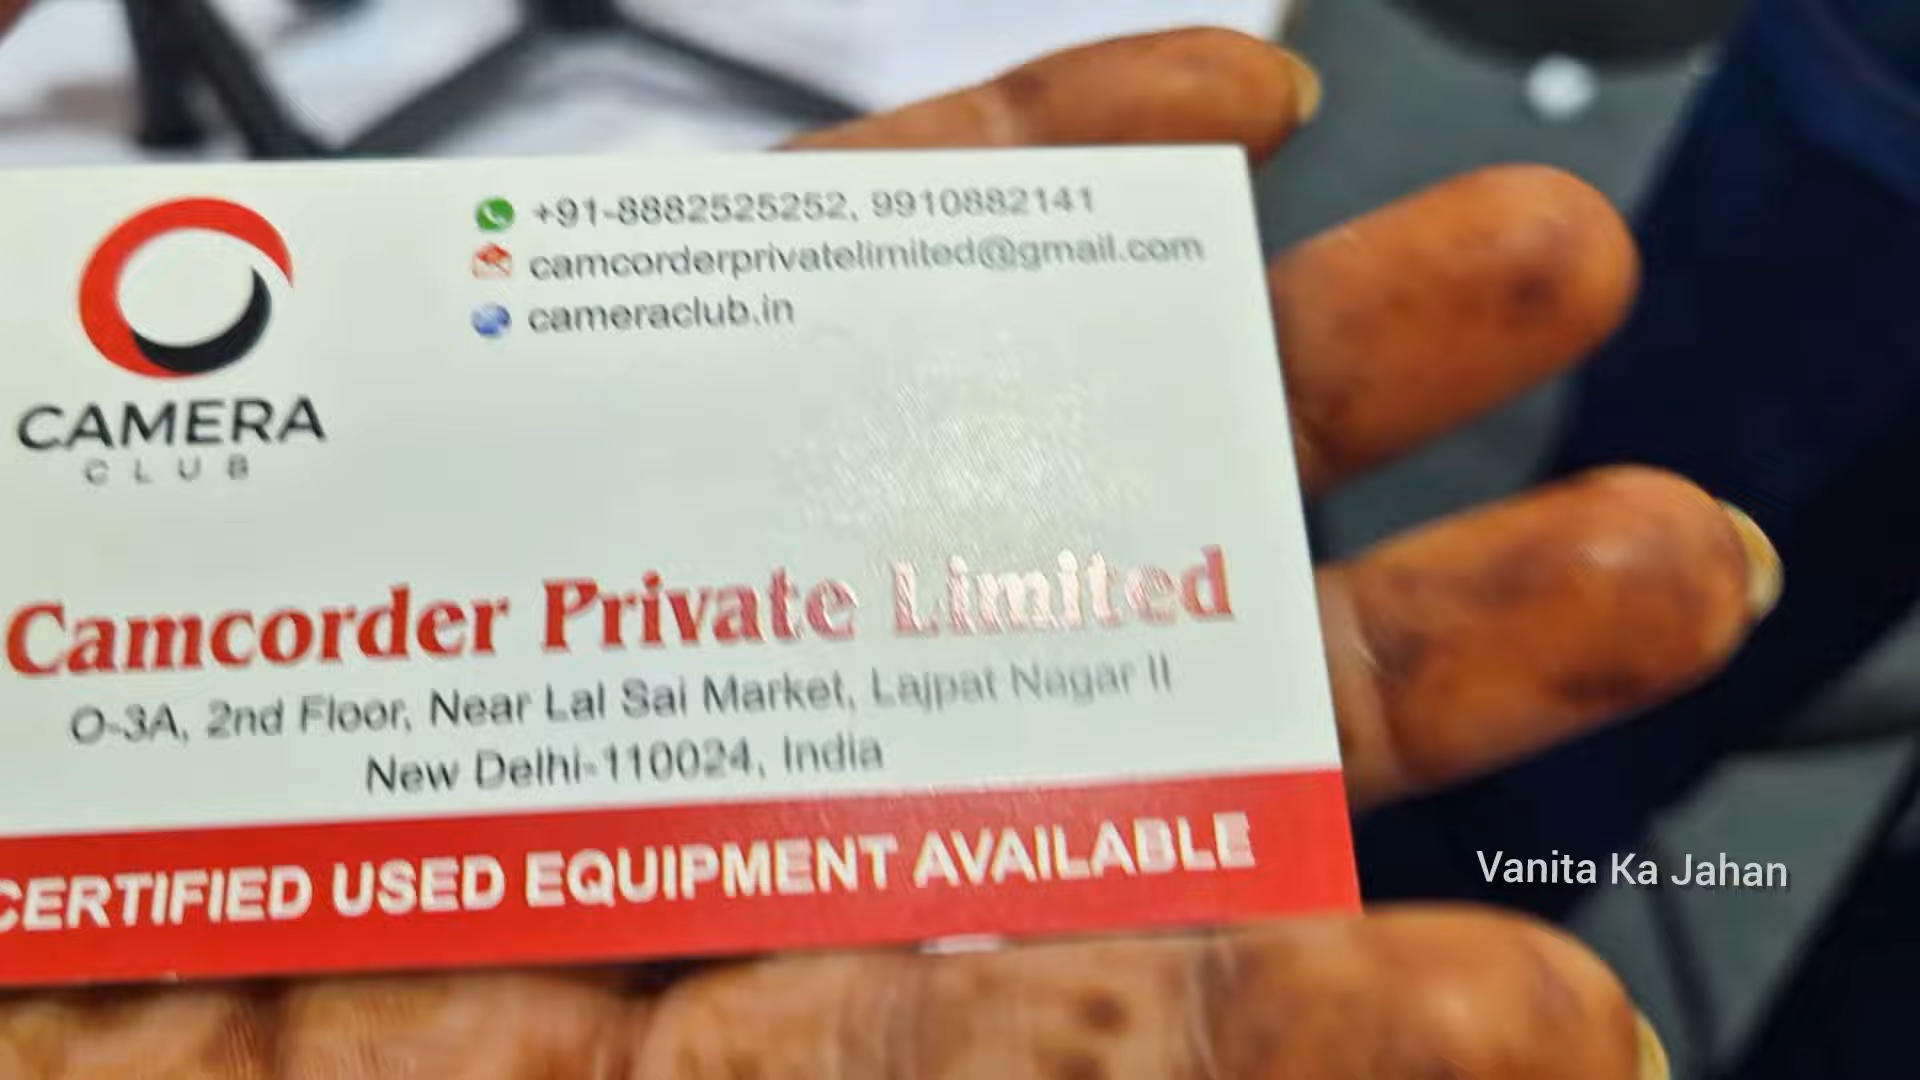 +91-8882525252, 9910882141
camcorderprivatelimited@gmail.com
cameraclub.in
CAMERA
CLUB
Camcorder Private Limited
O-3A, 2nd Floor, Near Lal Sai Market, Lajpat Nagar II
New Delhi-110024, India
CERTIFIED USED EQUIPMENT AVAILABLE
Vanita Ka Jahan